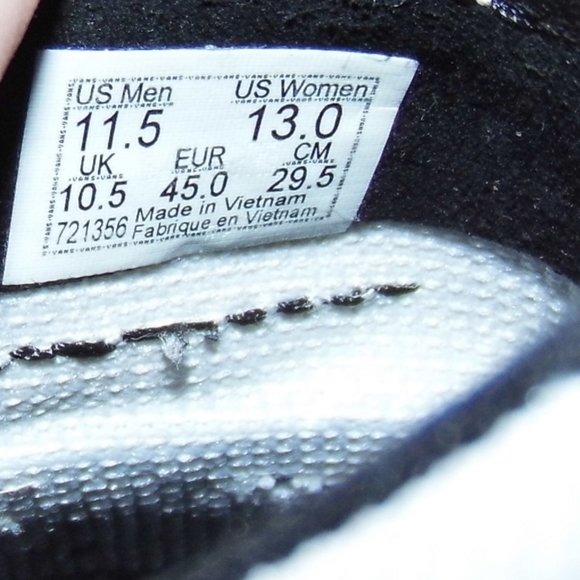 US Men US Women
11.5 13.0
UK EUR CM
10.5 45.0 29.5
721356 Made in Vietnam
Fabrique en Vietnam